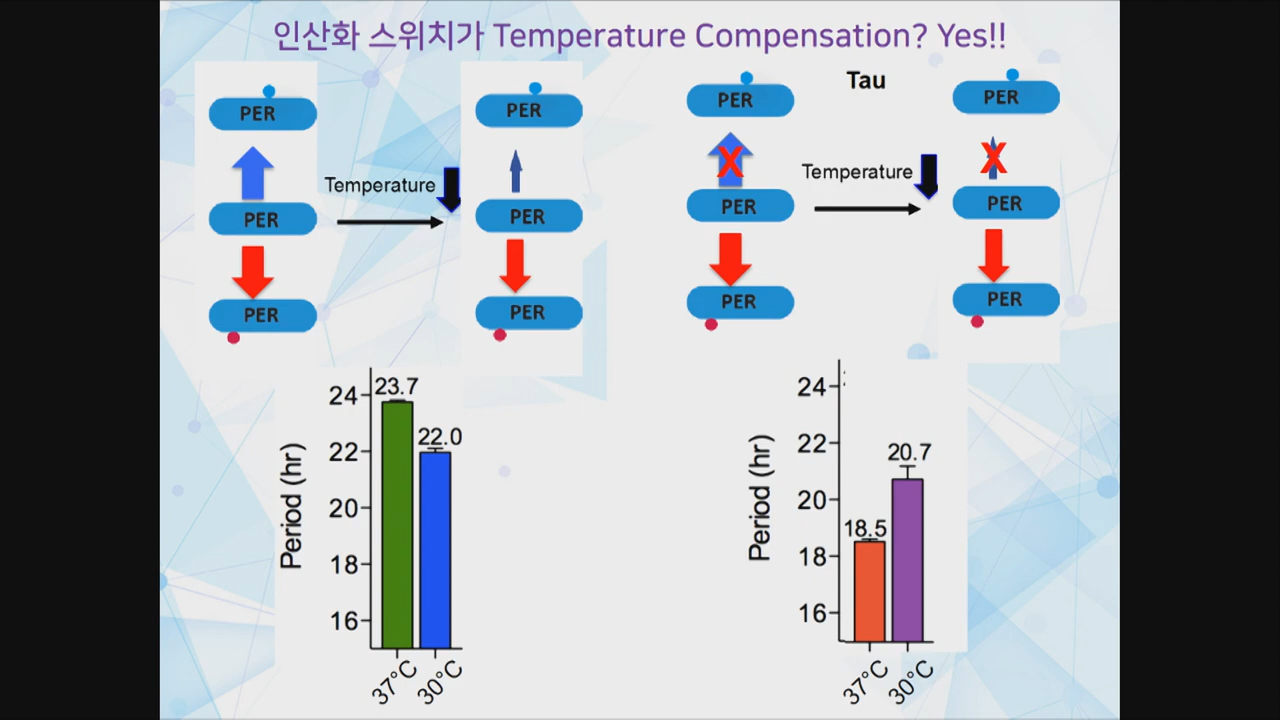 인산화 스위치가 Temperature Compensation? Yes!!
PER
PER
PER
Temperature
PER
PER
PER
Tau
PER
X
PER
PER
Temperature
PER
X
PER
PER
Period (hr)
24
22
20
18
16
23.7
22.0
37°C
30°C
Period (hr)
24
22
20
18
16
18.5
20.7
37°C
30°C